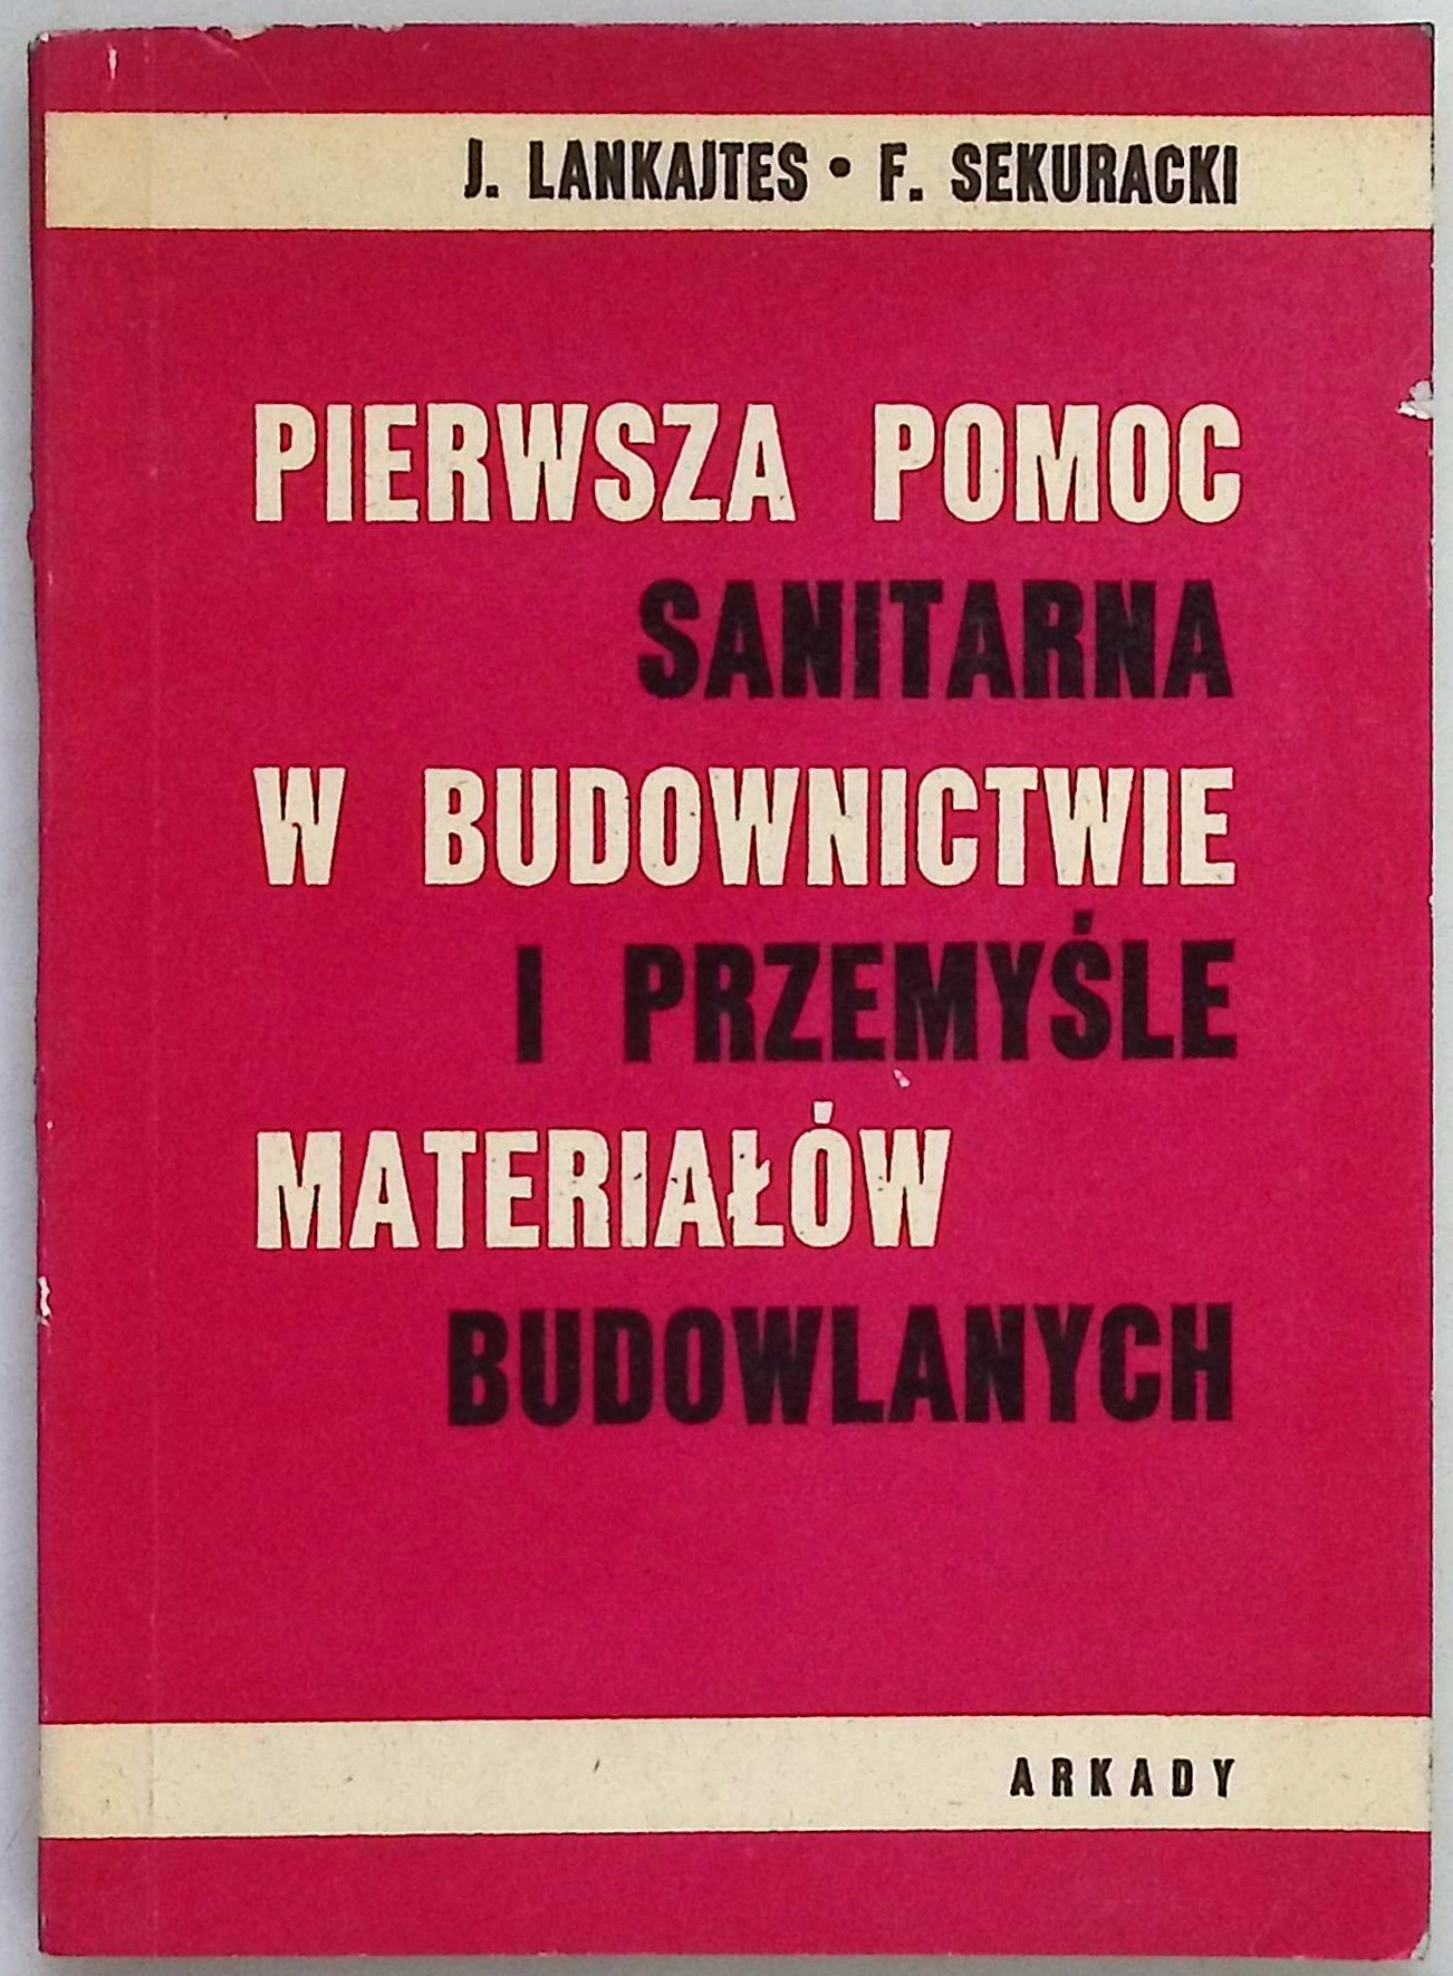 J. LANKAJTES • F. SEKURACKI
PIERWSZA POMOC
SANITARNA
W BUDOWNICTWIE
I PRZEMYŚLE
MATERIAŁÓW
BUDOWLANYCH
ARKADY